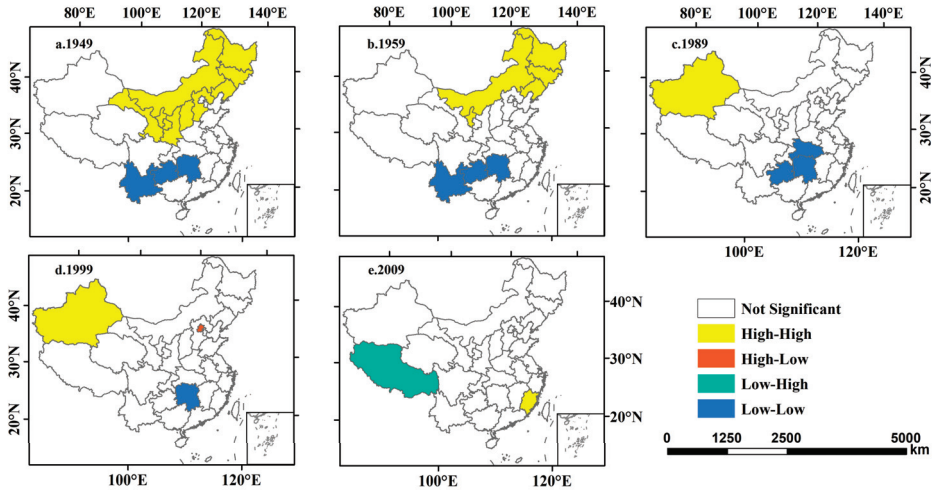 80°E 100°E 120°E 140°E
100°E 120°E 140°E
80°E 100°E 120°E 140°E
a.1949
b.1959
c.1989
40°N
30°N
20°N
40°N
30°N
20°N
100°E 120°E
d.1999
e.2009
40°N
30°N
20°N
40°N
30°N
20°N
100°E 120°E
100°E 120°E
Not Significant
High-High
High-Low
Low-High
Low-Low
0 1250 2500 5000
km